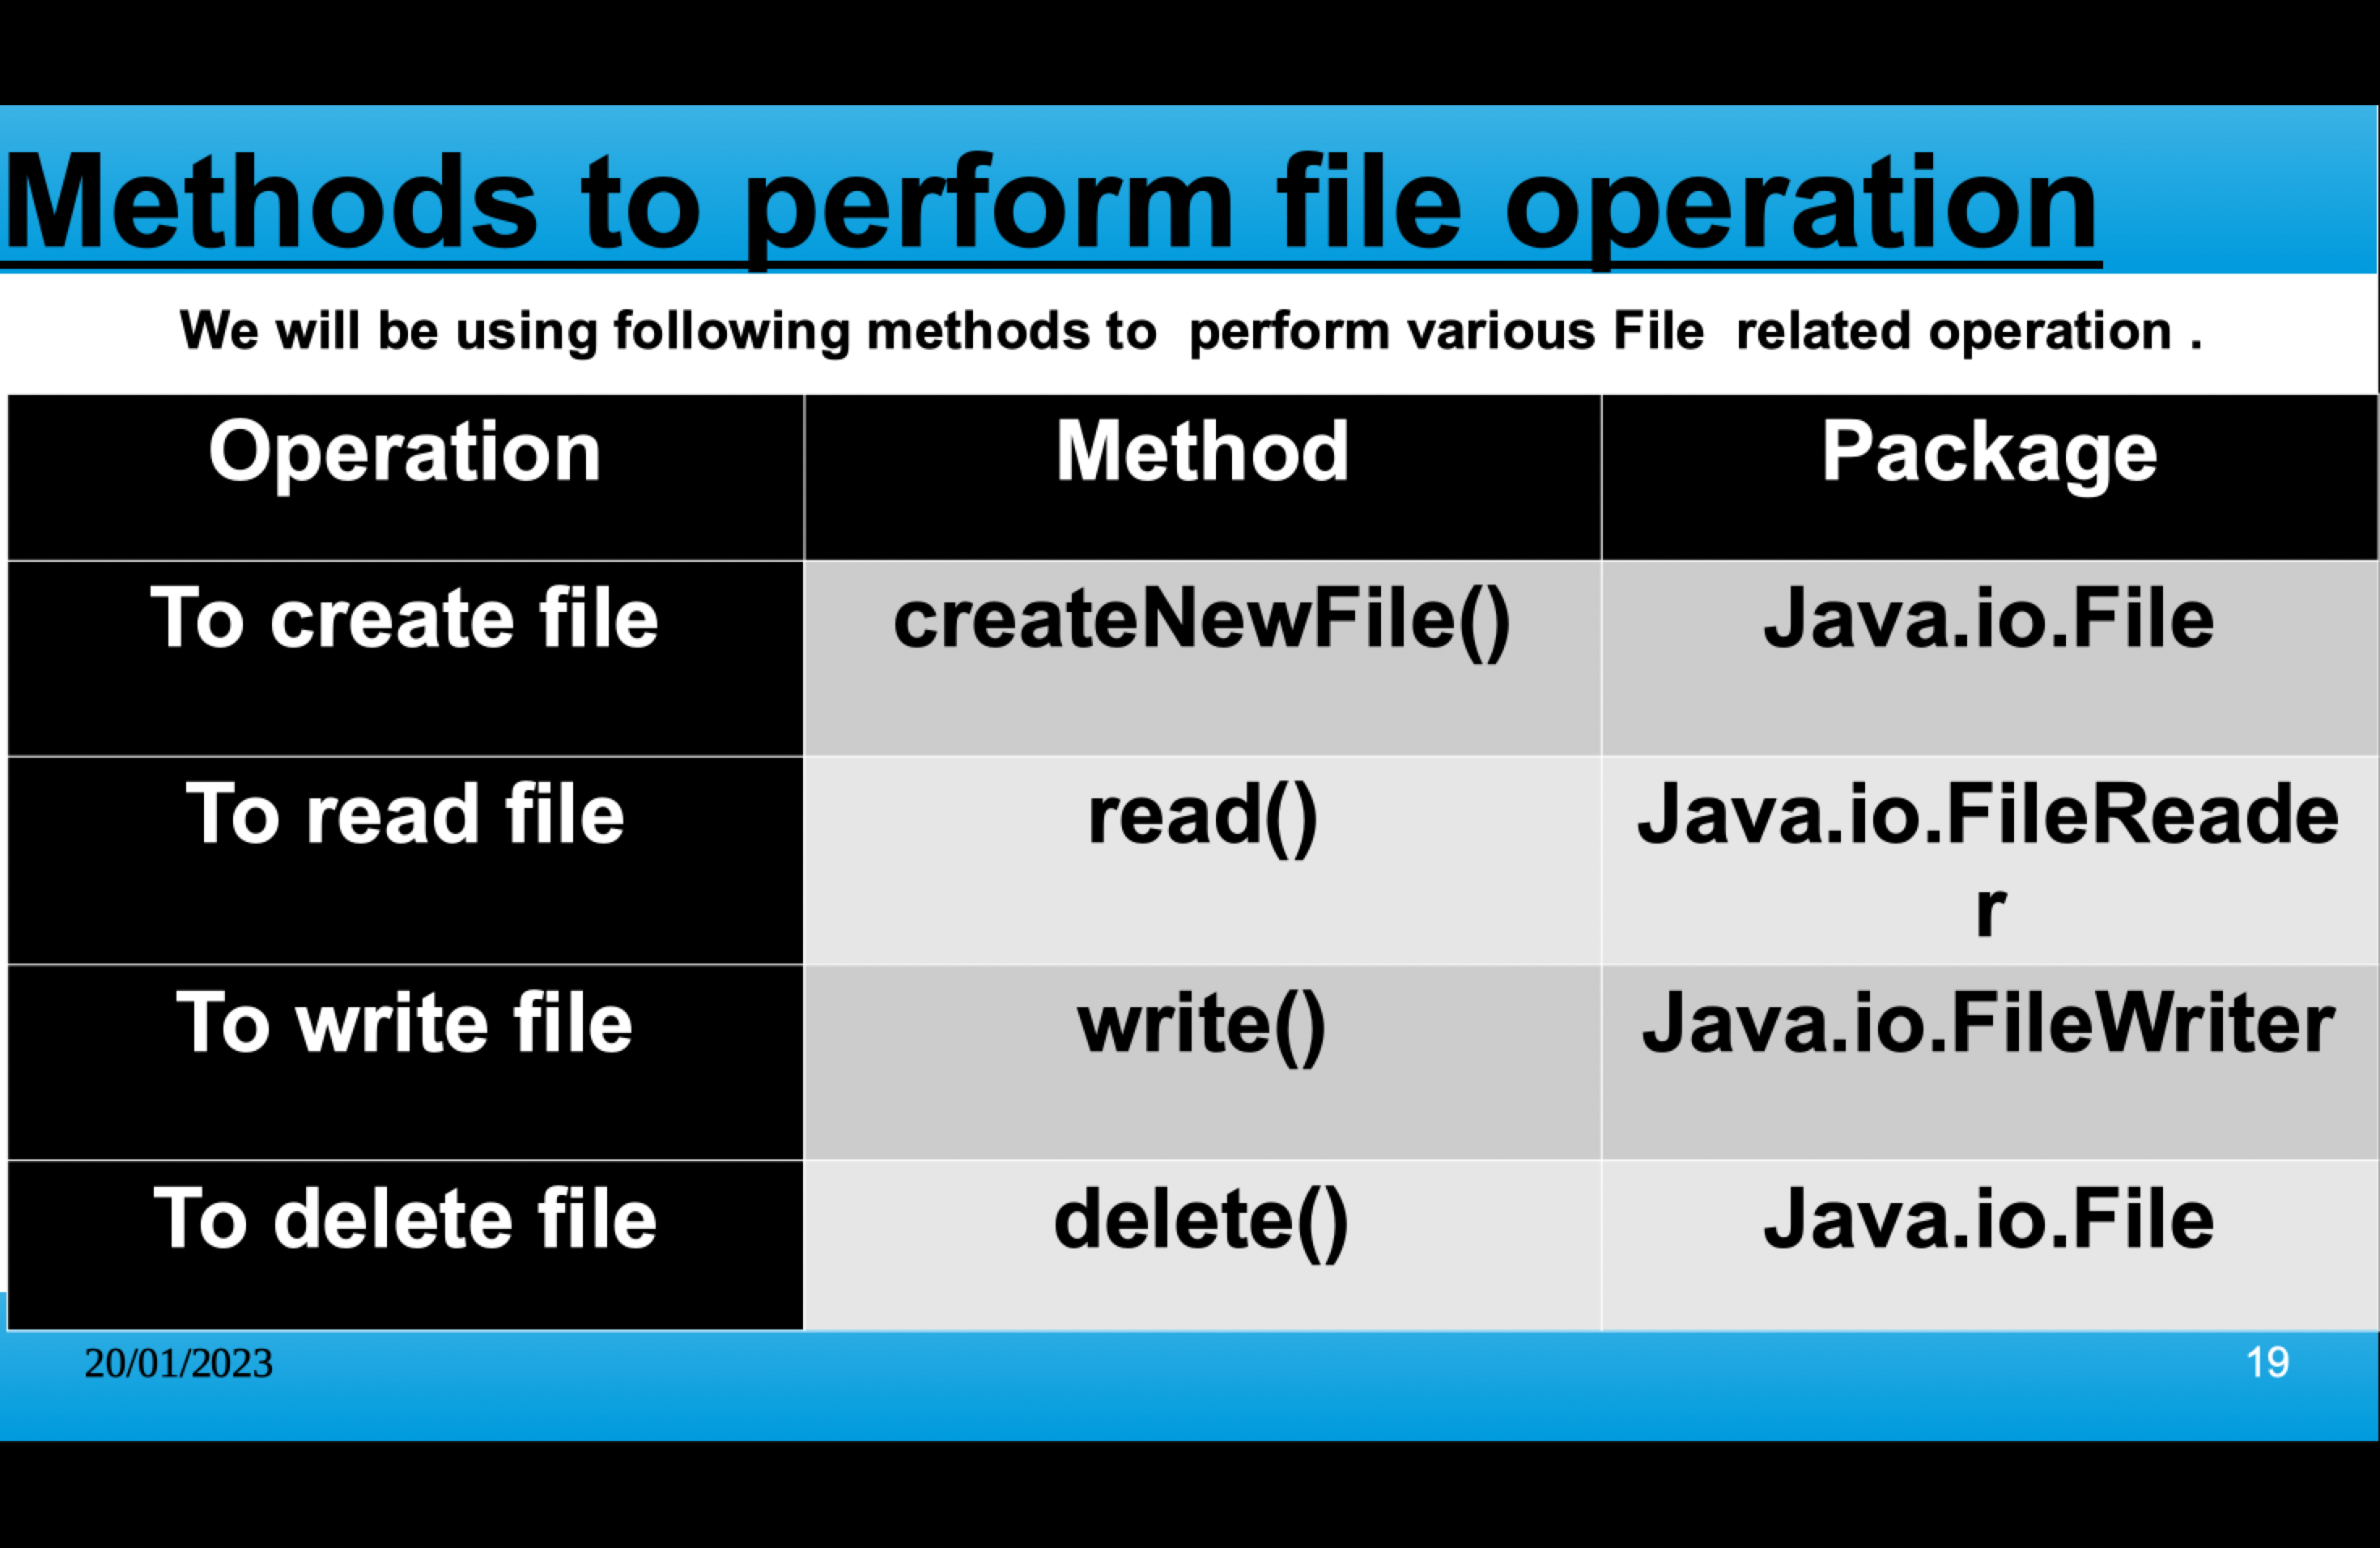 Methods to perform file operation
We will be using following methods to perform various File related operation .
Operation Method Package
To create file createNewFile() Java.io.File
To read file read() Java.io.FileReade
r
To write file write() Java.io.FileWriter
To delete file delete() Java.io.File
20/01/2023 19